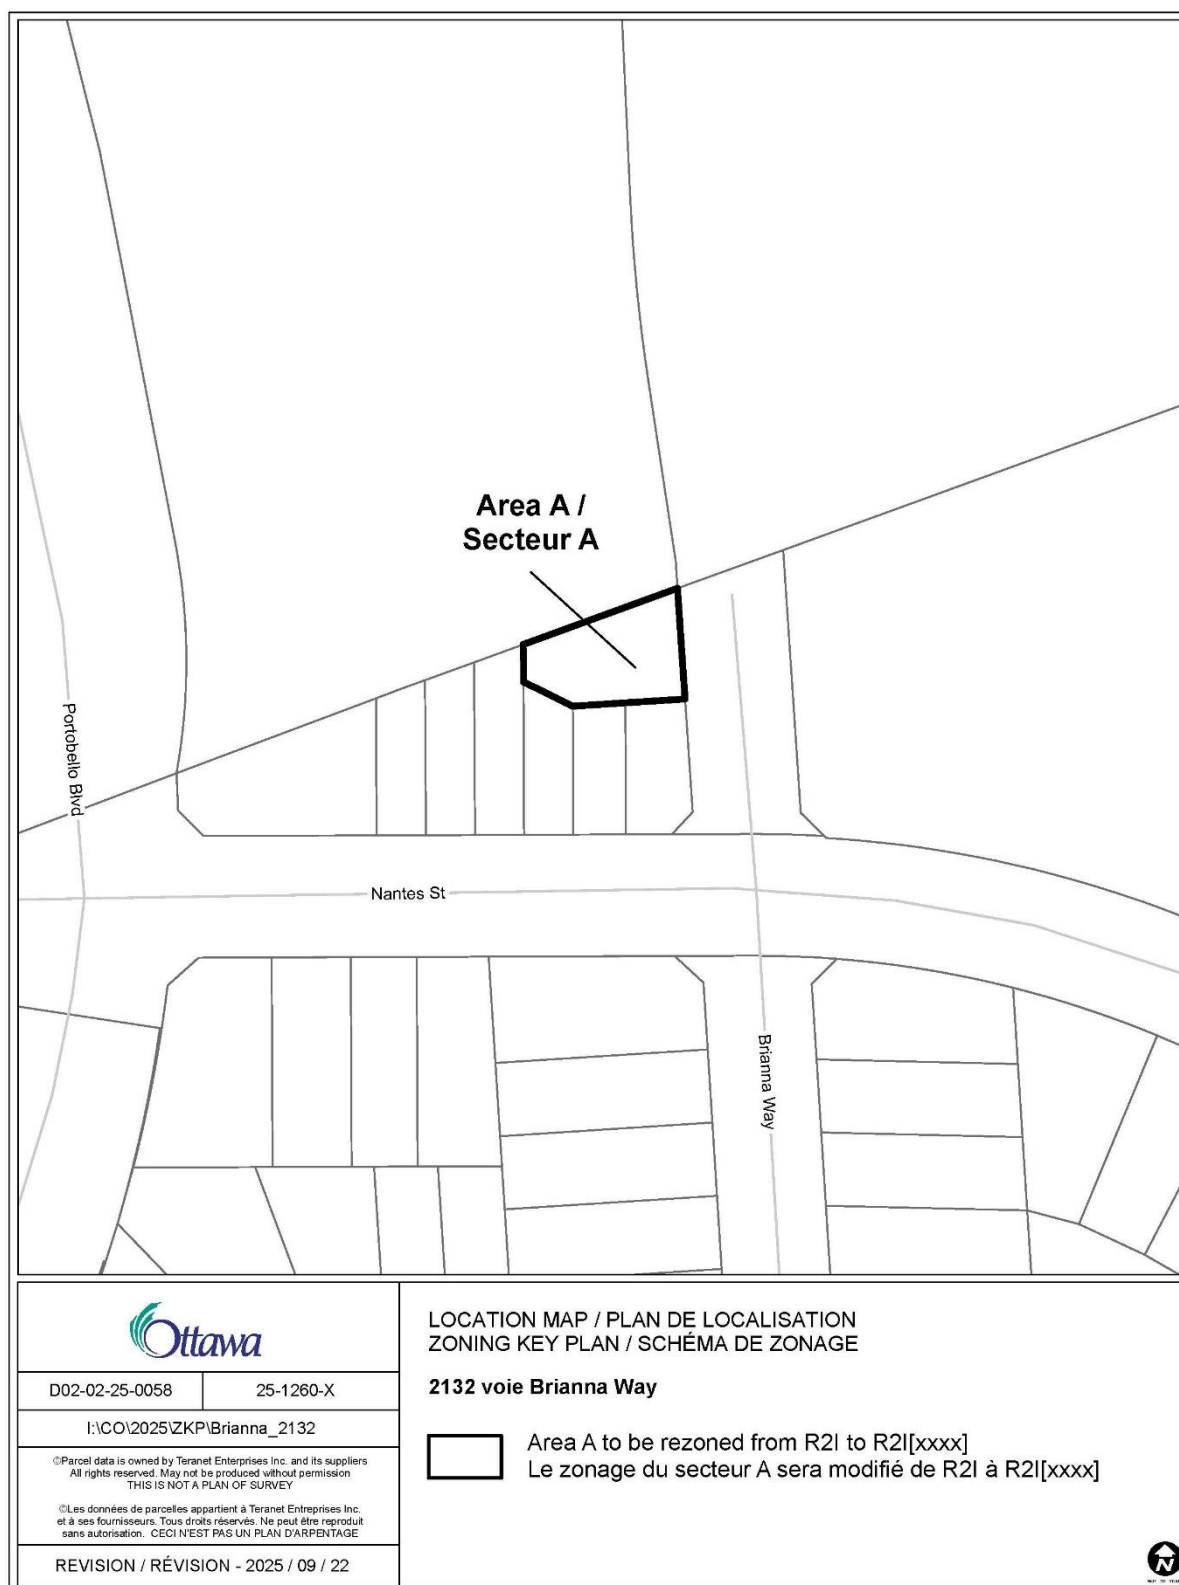 Area A /
Secteur A
Portobello Blvd
Nantes St
Brianna Way
Ottawa
D02-02-25-0058
25-1260-X
I:\CO\2025\ZKP\Brianna_2132
©Parcel data is owned by Teranet Enterprises Inc. and its suppliers
All rights reserved. May not be produced without permission
THIS IS NOT A PLAN OF SURVEY
©Les données de parcelles appartient à Teranet Entreprises Inc.
et à ses fournisseurs. Tous droits réservés. Ne peut être reproduit
sans autorisation. CECI N'EST PAS UN PLAN D'ARPENTAGE
REVISION / RÉVISION - 2025 / 09 / 22
LOCATION MAP / PLAN DE LOCALISATION
ZONING KEY PLAN / SCHÉMA DE ZONAGE
2132 voie Brianna Way
Area A to be rezoned from R2I to R2I[xxxx]
Le zonage du secteur A sera modifié de R2I à R2I[xxxx]
N